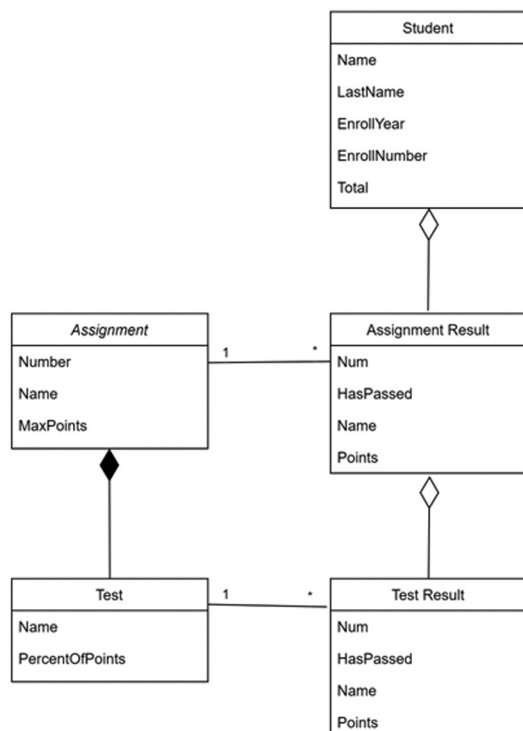 Student
Name
LastName
EnrollYear
EnrollNumber
Total
Assignment
Number
Name
MaxPoints
1
*
Assignment Result
Num
HasPassed
Name
Points
Test
Name
PercentOfPoints
1
*
Test Result
Num
HasPassed
Name
Points